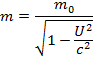 m = m₀ / √(1 − U²/c²)